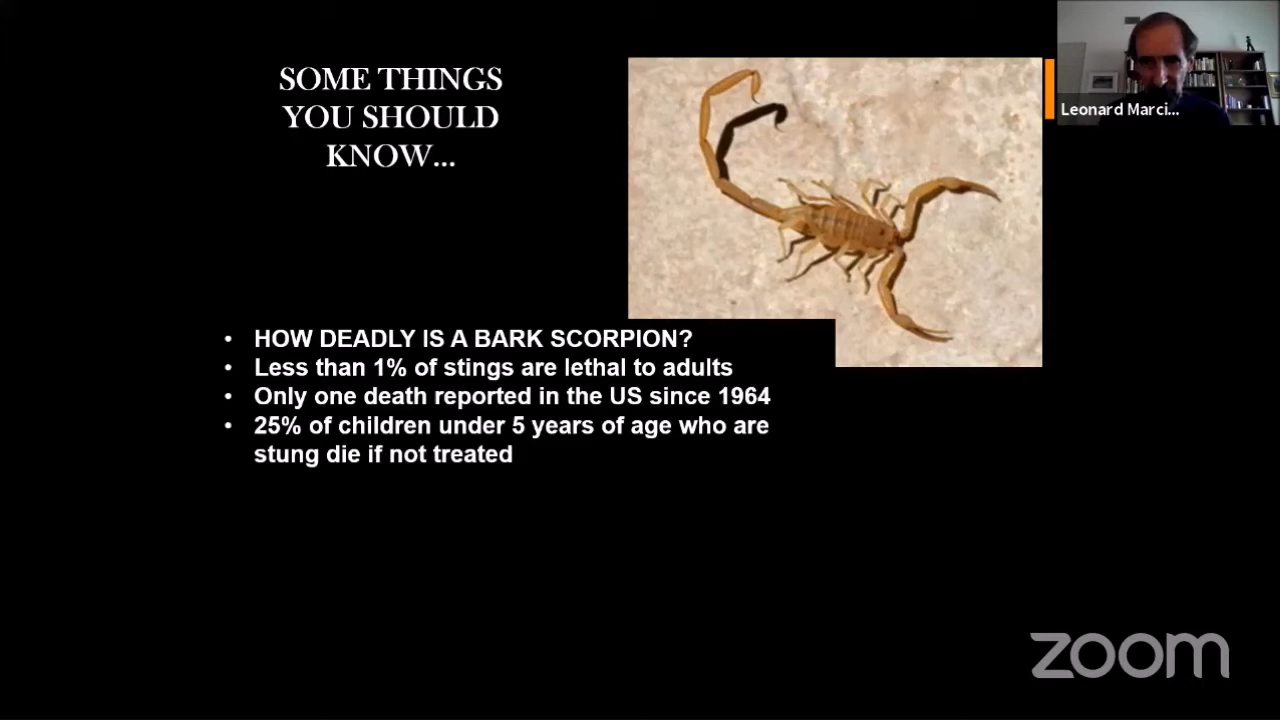 SOME THINGS
YOU SHOULD
KNOW...
Leonard Marci...
• HOW DEADLY IS A BARK SCORPION?
• Less than 1% of stings are lethal to adults
• Only one death reported in the US since 1964
• 25% of children under 5 years of age who are
stung die if not treated
zoom